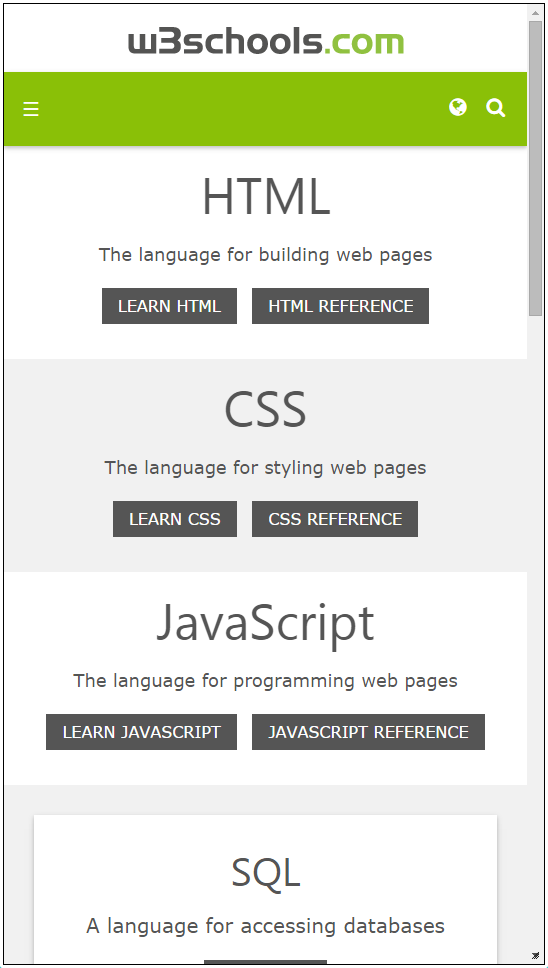 w3schools.com
HTML
The language for building web pages
LEARN HTML HTML REFERENCE
CSS
The language for styling web pages
LEARN CSS CSS REFERENCE
JavaScript
The language for programming web pages
LEARN JAVASCRIPT JAVASCRIPT REFERENCE
SQL
A language for accessing databases